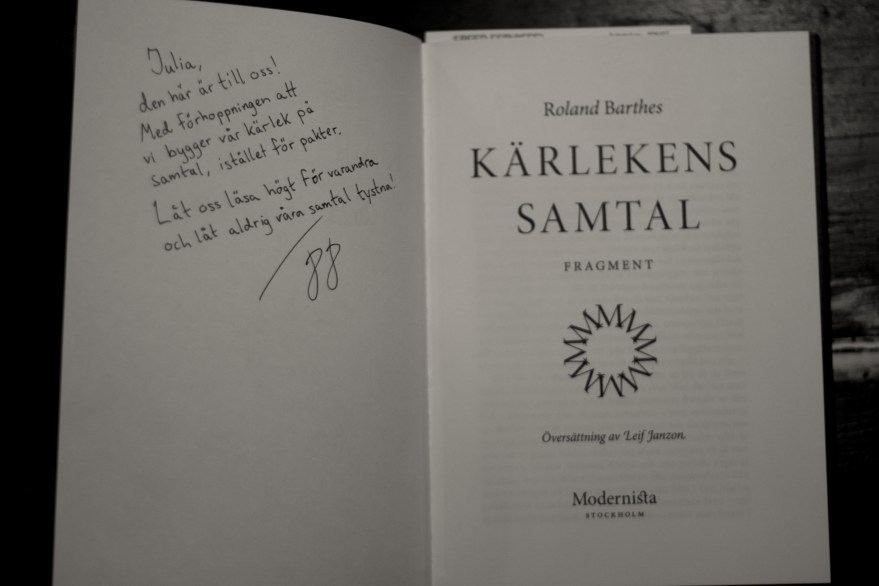 Julia,
den här är till oss!
Med förhoppningen att
vi bygger vår kärlek på
samtal, istället för pakter.
Låt oss läsa högt för varandra
och låt aldrig våra samtal tystna!
Roland Barthes
KÄRLEKENS
SAMTAL
FRAGMENT
Översättning av Leif Janzon
Modernista
STOCKHOLM